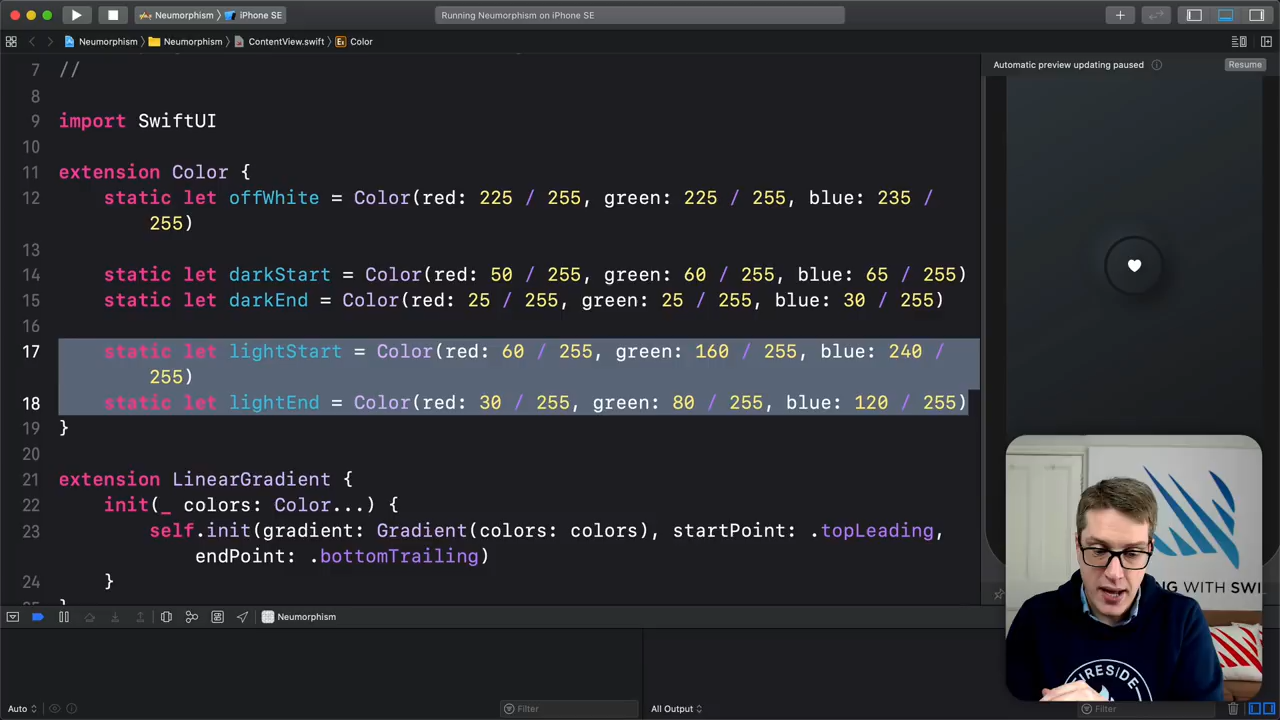 Neumorphism 〉 iPhone SE
Running Neumorphism on iPhone SE
Neumorphism 〉 Neumorphism 〉 ContentView.swift 〉 Color
Automatic preview updating paused
Resume
7 //
8
9 import SwiftUI
10
11 extension Color {
12 static let offWhite = Color(red: 225 / 255, green: 225 / 255, blue: 235 /
255)
13
14 static let darkStart = Color(red: 50 / 255, green: 60 / 255, blue: 65 / 255)
15 static let darkEnd = Color(red: 25 / 255, green: 25 / 255, blue: 30 / 255)
16
17 static let lightStart = Color(red: 60 / 255, green: 160 / 255, blue: 240 /
255)
18 static let lightEnd = Color(red: 30 / 255, green: 80 / 255, blue: 120 / 255)
19 }
20
21 extension LinearGradient {
22 init(_ colors: Color...) {
23 self.init(gradient: Gradient(colors: colors), startPoint: .topLeading,
endPoint: .bottomTrailing)
24 }
WITH SWI
FIRESIDE
Neumorphism
Auto
Filter
All Output
Filter